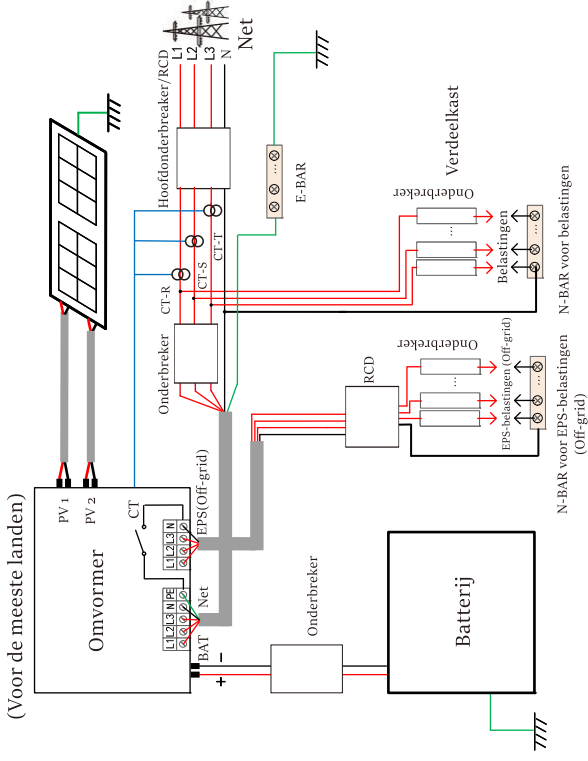 (Voor de meeste landen)
Omvormer
PV 1
PV 2
CT
L1 L2 L3 N PE
L1 L2 L3 N
BAT
Net
EPS(Off-grid)
+ −
Onderbreker
Batterij
Onderbreker
CT-R
CT-S
CT-T
Hoofdonderbreaker/RCD
L1
L2
L3
N
Net
E-BAR
...
RCD
Verdeelkast
Onderbreker
...
Belastingen
...
N-BAR voor belastingen
Onderbreker
...
EPS-belastingen (Off-grid)
...
N-BAR voor EPS-belastingen
(Off-grid)